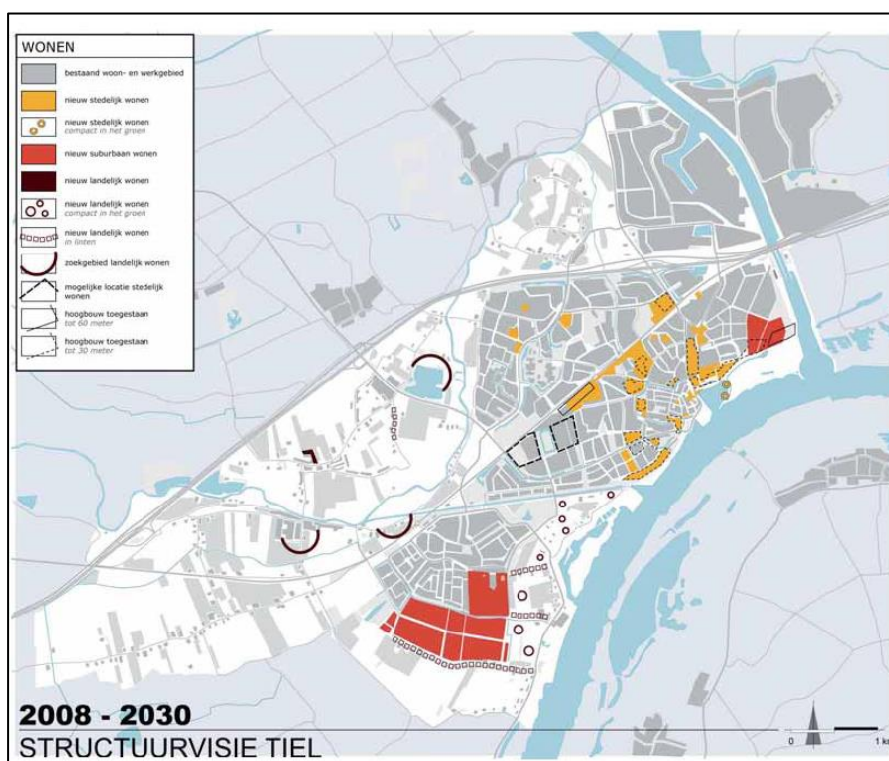 WONEN
bestaand woon- en werkgebied
nieuw stedelijk wonen
nieuw stedelijk wonen
compact in het groen
nieuw suburbaan wonen
nieuw landelijk wonen
nieuw landelijk wonen
compact in het groen
nieuw landelijk wonen
in linten
zoekgebied landelijk wonen
mogelijke locatie stedelijk
wonen
hoogbouw toegestaan
tot 60 meter
hoogbouw toegestaan
tot 30 meter
2008 - 2030
STRUCTUURVISIE TIEL
0 1 km